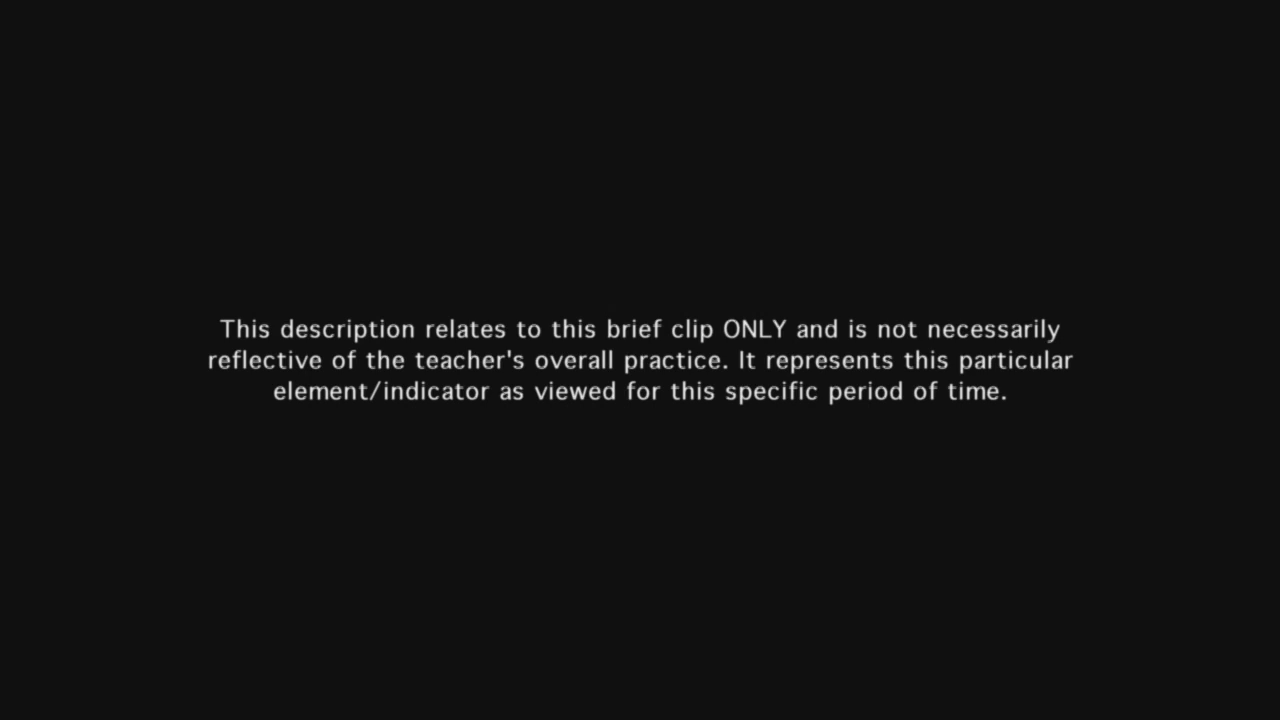 This description relates to this brief clip ONLY and is not necessarily
reflective of the teacher's overall practice. It represents this particular
element/indicator as viewed for this specific period of time.